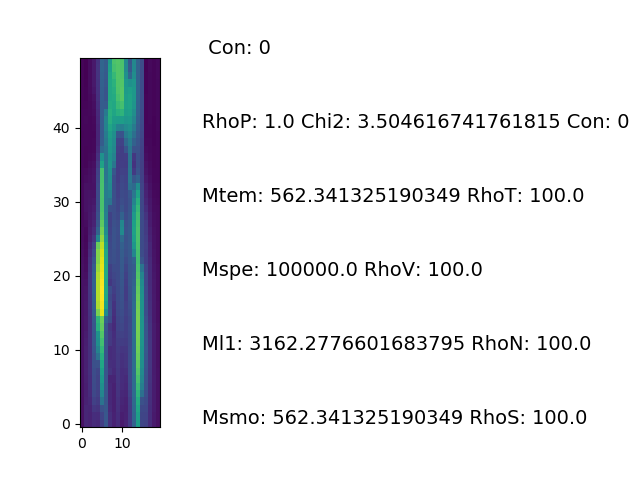 Con: 0
RhoP: 1.0 Chi2: 3.504616741761815 Con: 0
40
Mtem: 562.341325190349 RhoT: 100.0
30
Mspe: 100000.0 RhoV: 100.0
20
Ml1: 3162.2776601683795 RhoN: 100.0
10
Msmo: 562.341325190349 RhoS: 100.0
0
0 10